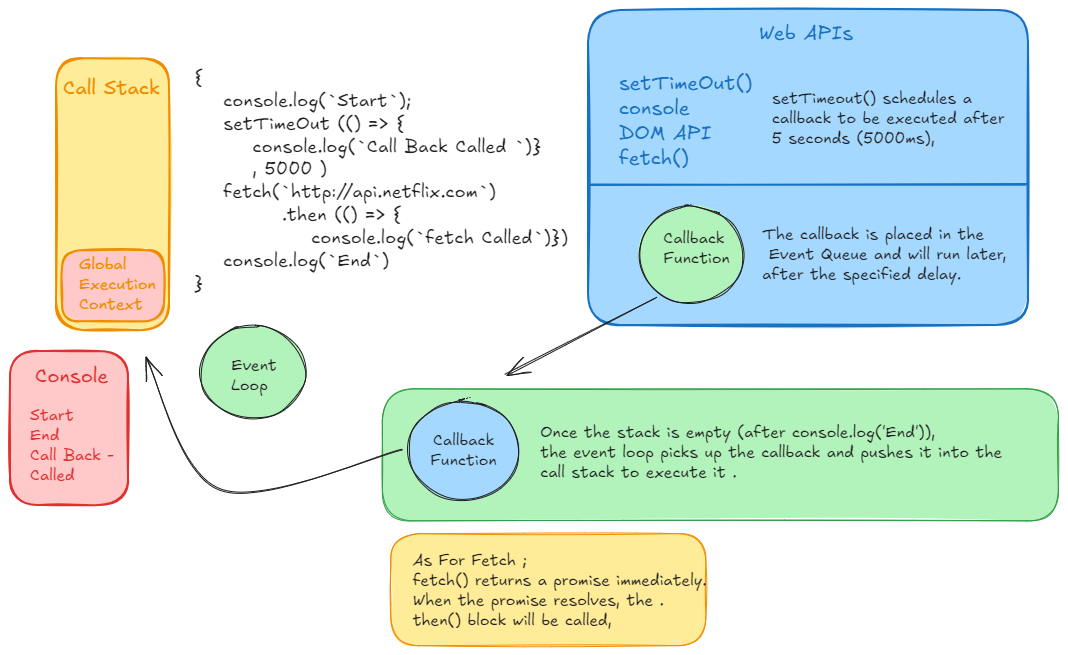 Call Stack
Global
Execution
Context
{
console.log(`Start`);
setTimeOut (() => {
console.log(`Call Back Called `)}
, 5000 )
fetch(`http://api.netflix.com`)
.then (() => {
console.log(`fetch Called`)})
console.log(`End`)
}
Web APIs
setTimeOut()
console
DOM API
fetch()
setTimeout() schedules a
callback to be executed after
5 seconds (5000ms),
Callback
Function
The callback is placed in the
Event Queue and will run later,
after the specified delay.
Event
Loop
Console
Start
End
Call Back -
Called
Callback
Function
Once the stack is empty (after console.log('End')),
the event loop picks up the callback and pushes it into the
call stack to execute it .
As For Fetch ;
fetch() returns a promise immediately.
When the promise resolves, the .
then() block will be called,